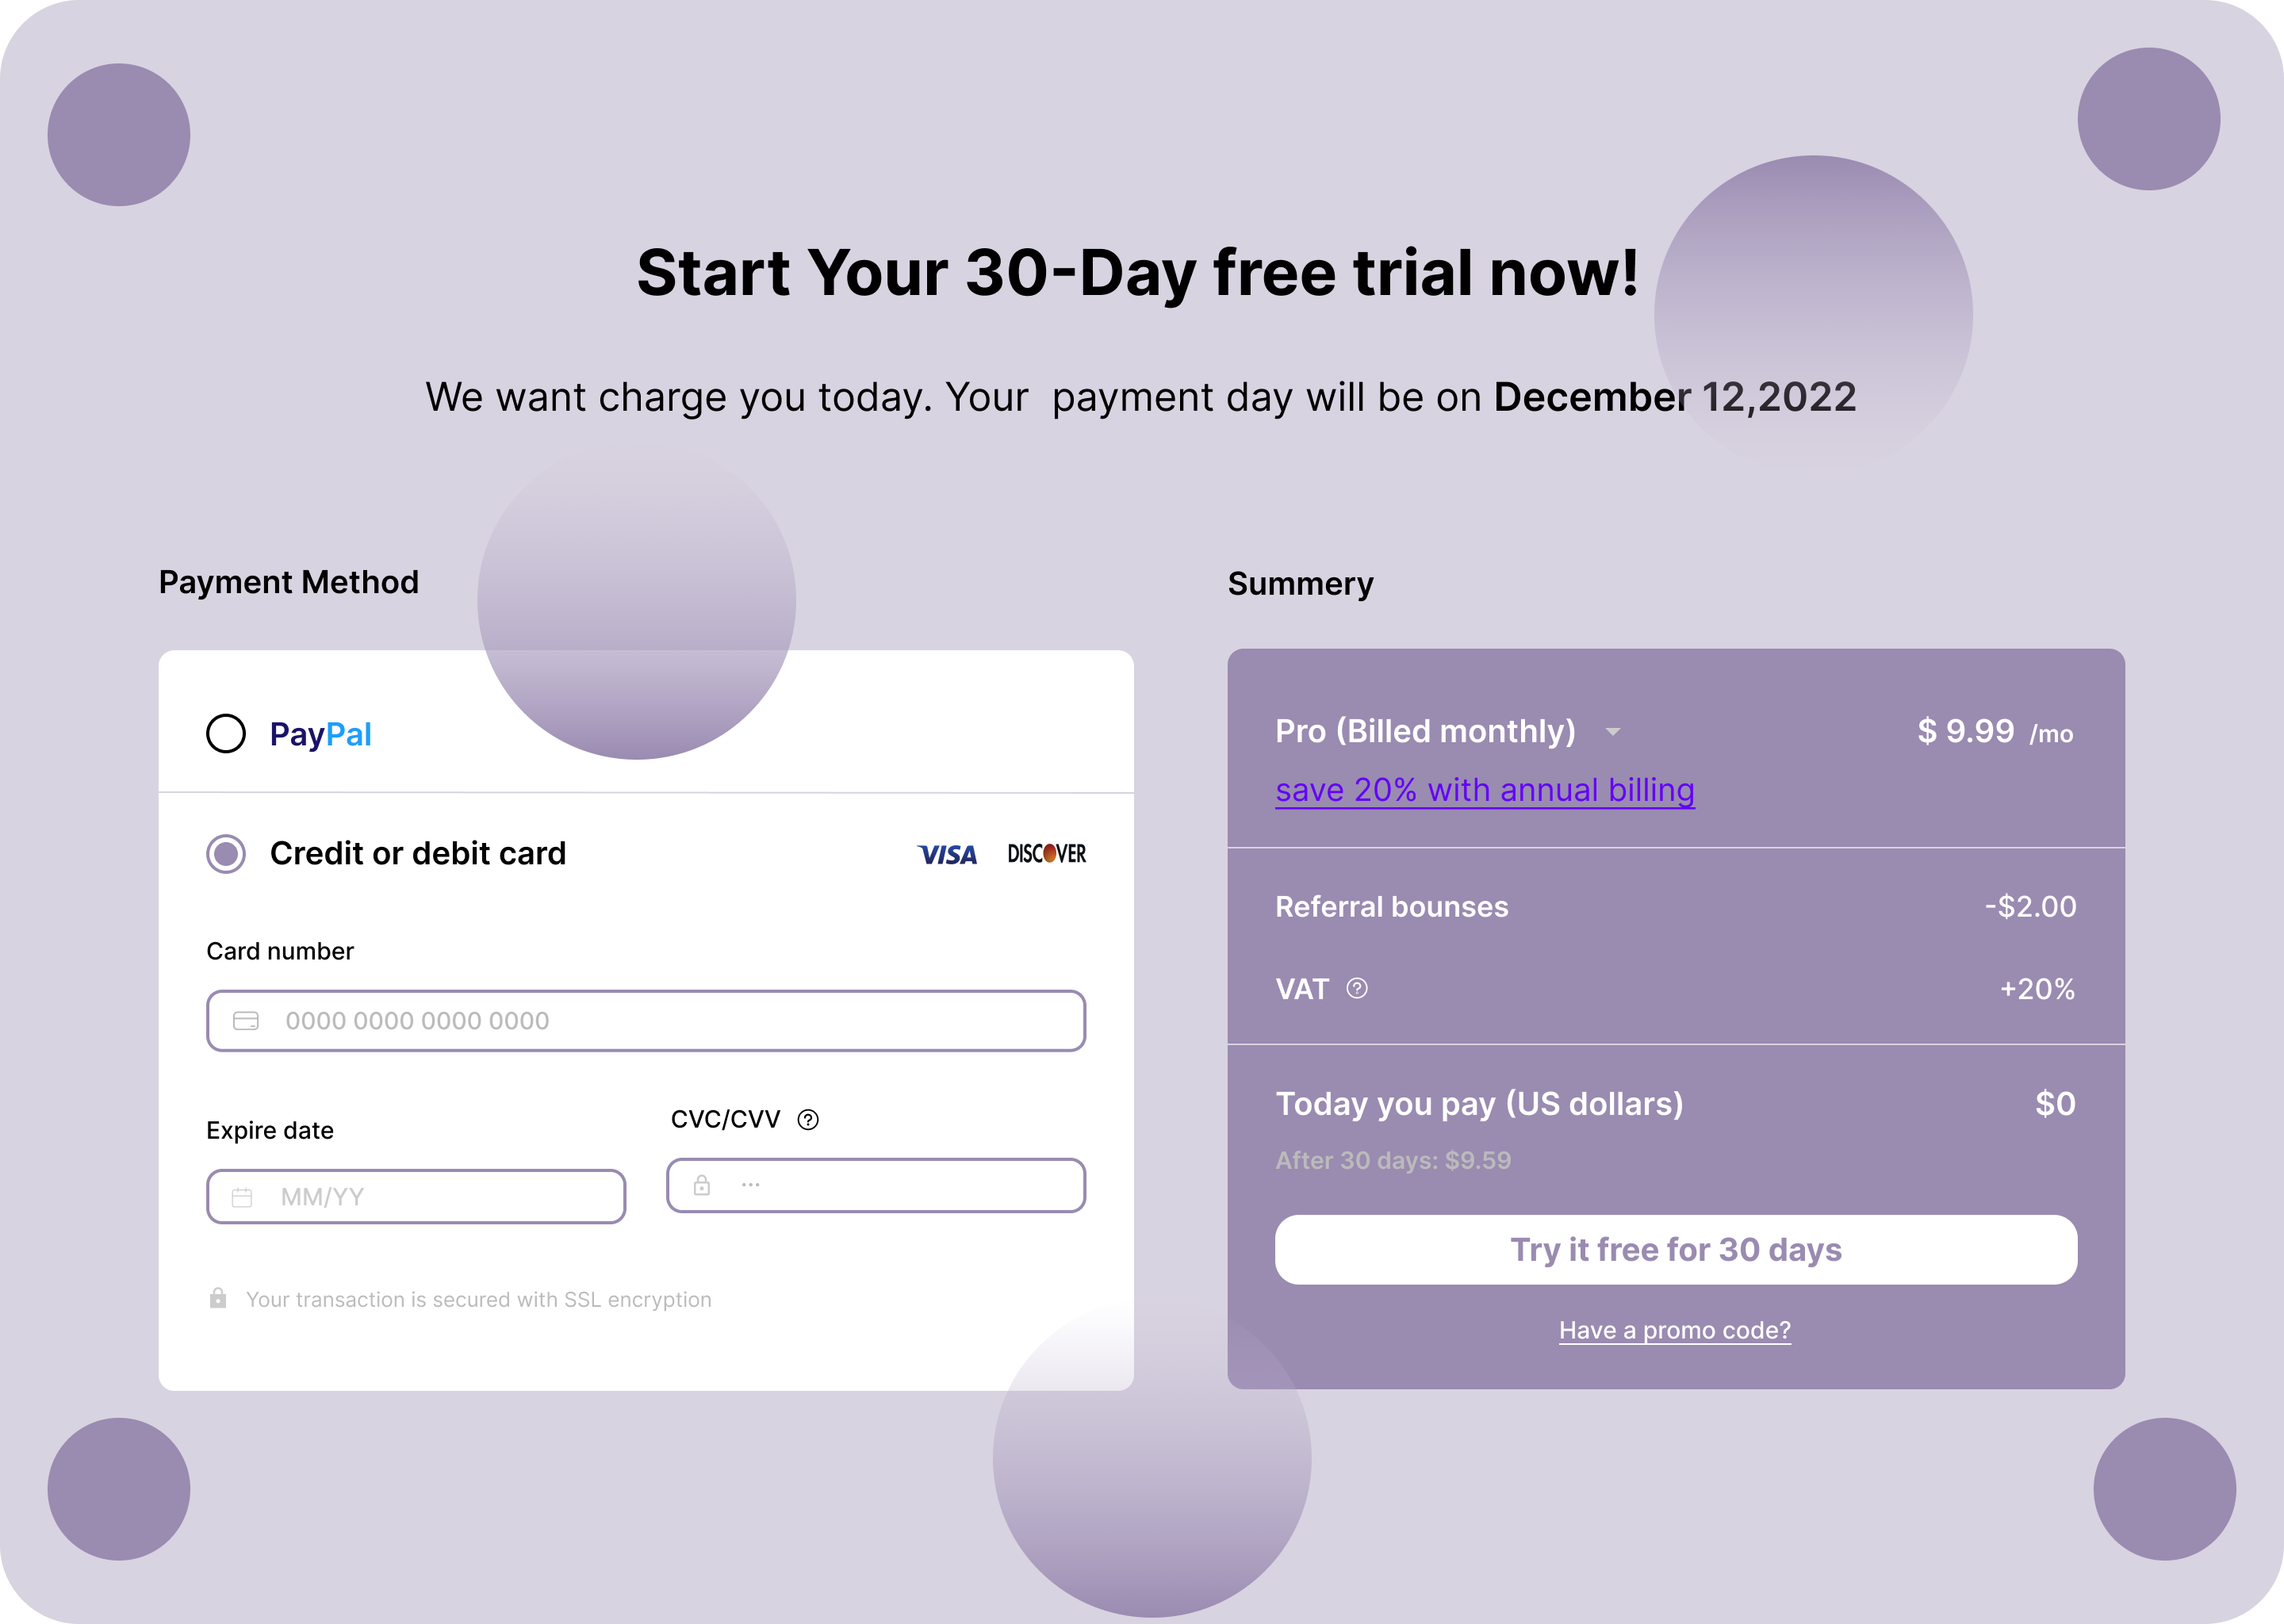 Start Your 30-Day free trial now!
We want charge you today. Your  payment day will be on December 12,2022
Payment Method
PayPal
Credit or debit card
VISA DISCOVER
Card number
0000 0000 0000 0000
Expire date
MM/YY
CVC/CVV ?
...
Your transaction is secured with SSL encryption
Summery
Pro (Billed monthly) $ 9.99 /mo
save 20% with annual billing
Referral bounses -$2.00
VAT ? +20%
Today you pay (US dollars) $0
After 30 days: $9.59
Try it free for 30 days
Have a promo code?